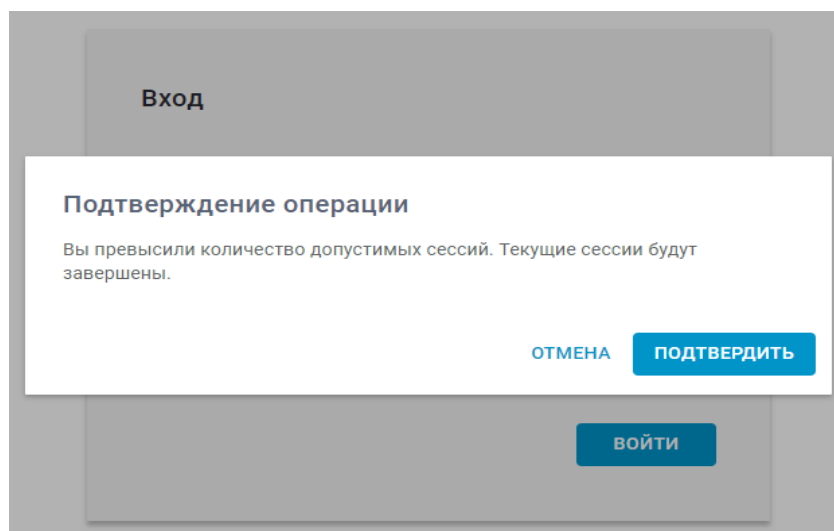 Вход
Подтверждение операции
Вы превысили количество допустимых сессий. Текущие сессии будут
завершены.
ОТМЕНА
ПОДТВЕРДИТЬ
ВОЙТИ